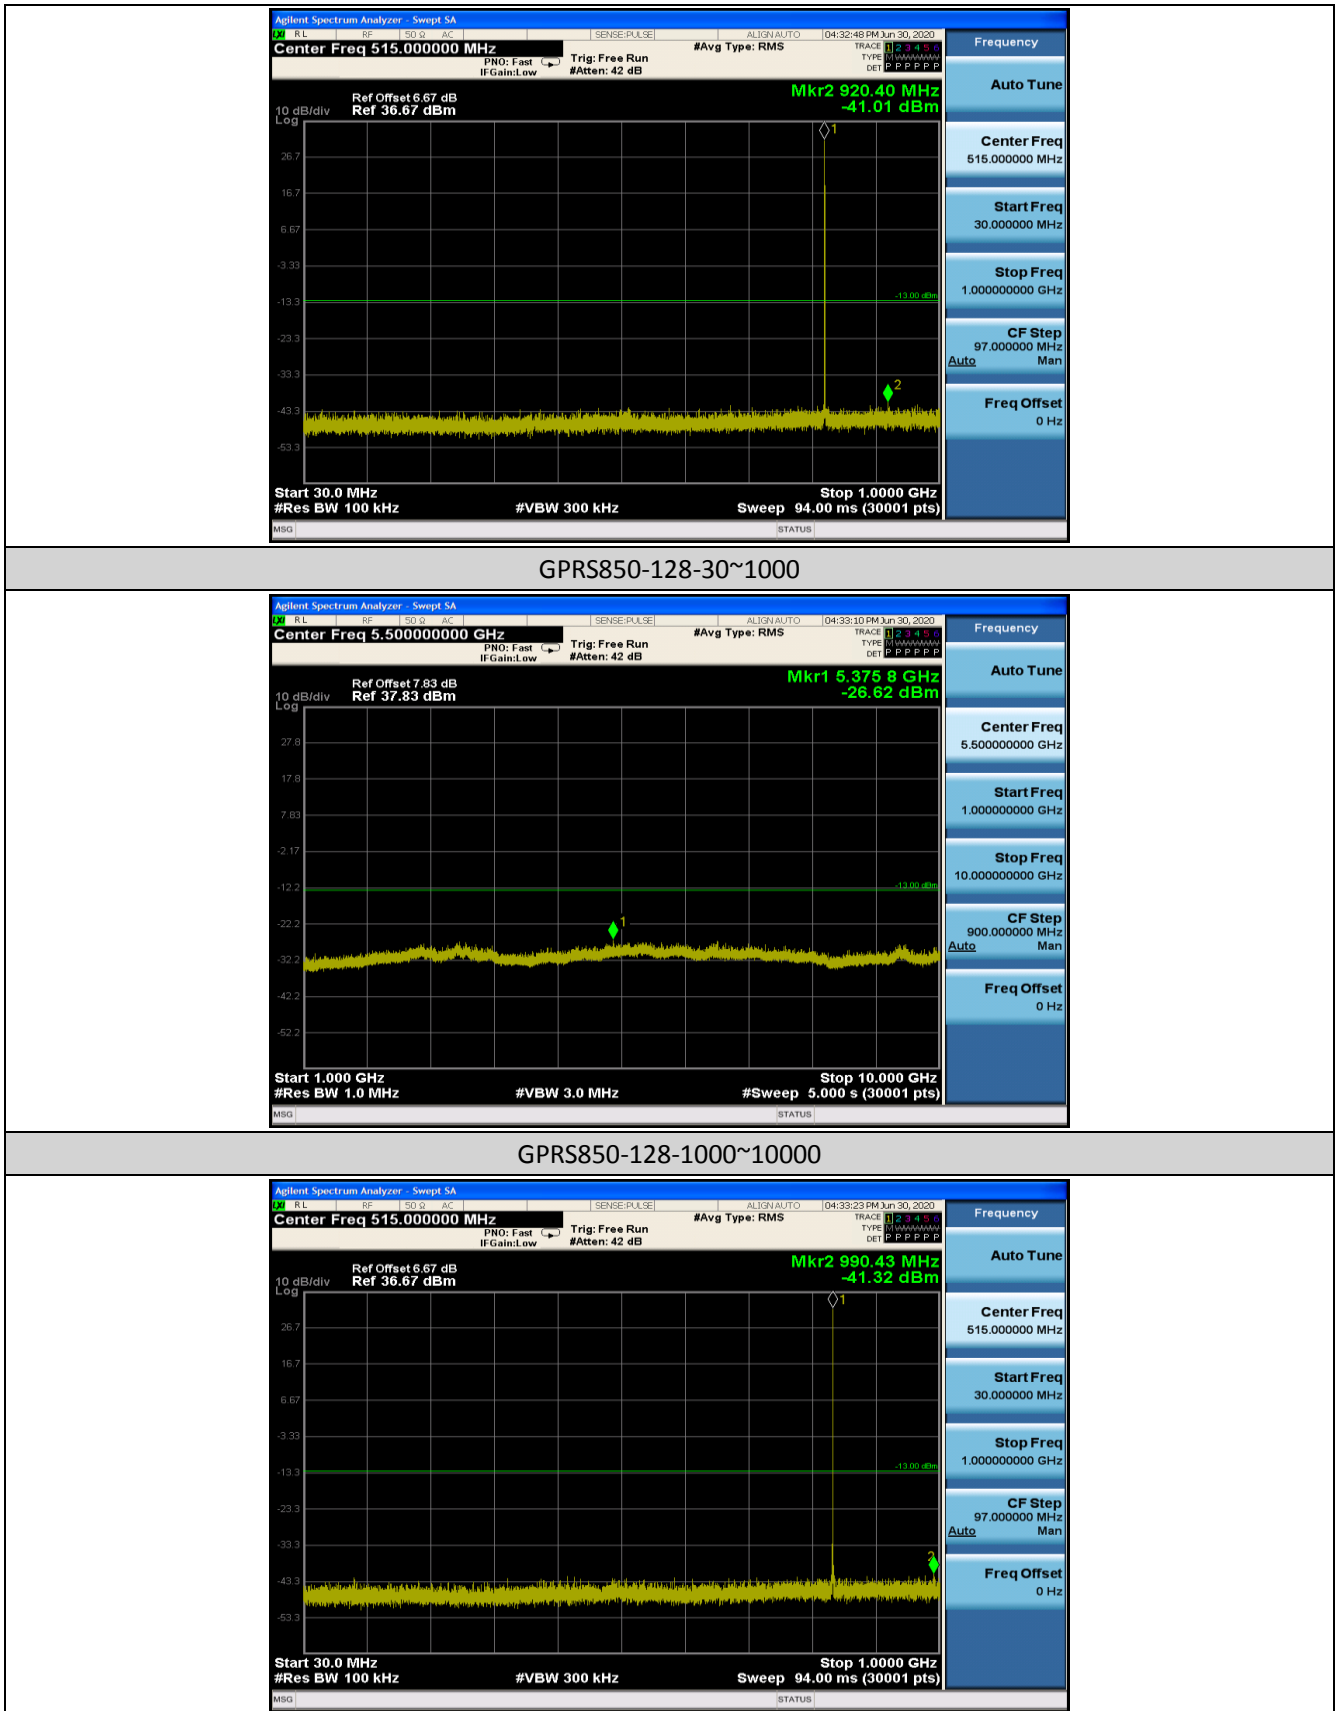 Agilent Spectrum Analyzer - Swept SA
LXI RL RF 50 Ω AC SENSE:PULSE ALIGN AUTO 04:32:48 PM Jun 30, 2020
Center Freq 515.000000 MHz #Avg Type: RMS TRACE 1 2 3 4 5 6
PNO: Fast Trig: Free Run TYPE M W W W W W
IFGain:Low #Atten: 42 dB DET P P P P P P
Frequency
Mkr2 920.40 MHz
-41.01 dBm
Ref Offset 6.67 dB
10 dB/div Ref 36.67 dBm
Log
26.7
16.7
6.67
-3.33
-13.3
-23.3
-33.3
-43.3
-53.3
1
-13.00 dBm
2
Start 30.0 MHz Stop 1.0000 GHz
#Res BW 100 kHz #VBW 300 kHz Sweep 94.00 ms (30001 pts)
MSG STATUS
Auto Tune
Center Freq
515.000000 MHz
Start Freq
30.000000 MHz
Stop Freq
1.000000000 GHz
CF Step
97.000000 MHz
Auto Man
Freq Offset
0 Hz
GPRS850-128-30~1000
Agilent Spectrum Analyzer - Swept SA
LXI RL RF 50 Ω AC SENSE:PULSE ALIGN AUTO 04:33:10 PM Jun 30, 2020
Center Freq 5.500000000 GHz #Avg Type: RMS TRACE 1 2 3 4 5 6
PNO: Fast Trig: Free Run TYPE M W W W W W
IFGain:Low #Atten: 42 dB DET P P P P P P
Frequency
Mkr1 5.375 8 GHz
-26.62 dBm
Ref Offset 7.83 dB
10 dB/div Ref 37.83 dBm
Log
27.8
17.8
7.83
-2.17
-12.2
-22.2
-32.2
-42.2
-52.2
-13.00 dBm
1
Start 1.000 GHz Stop 10.000 GHz
#Res BW 1.0 MHz #VBW 3.0 MHz #Sweep 5.000 s (30001 pts)
MSG STATUS
Auto Tune
Center Freq
5.500000000 GHz
Start Freq
1.000000000 GHz
Stop Freq
10.000000000 GHz
CF Step
900.000000 MHz
Auto Man
Freq Offset
0 Hz
GPRS850-128-1000~10000
Agilent Spectrum Analyzer - Swept SA
LXI RL RF 50 Ω AC SENSE:PULSE ALIGN AUTO 04:33:23 PM Jun 30, 2020
Center Freq 515.000000 MHz #Avg Type: RMS TRACE 1 2 3 4 5 6
PNO: Fast Trig: Free Run TYPE M W W W W W
IFGain:Low #Atten: 42 dB DET P P P P P P
Frequency
Mkr2 990.43 MHz
-41.32 dBm
Ref Offset 6.67 dB
10 dB/div Ref 36.67 dBm
Log
26.7
16.7
6.67
-3.33
-13.3
-23.3
-33.3
-43.3
-53.3
1
-13.00 dBm
2
Start 30.0 MHz Stop 1.0000 GHz
#Res BW 100 kHz #VBW 300 kHz Sweep 94.00 ms (30001 pts)
MSG STATUS
Auto Tune
Center Freq
515.000000 MHz
Start Freq
30.000000 MHz
Stop Freq
1.000000000 GHz
CF Step
97.000000 MHz
Auto Man
Freq Offset
0 Hz